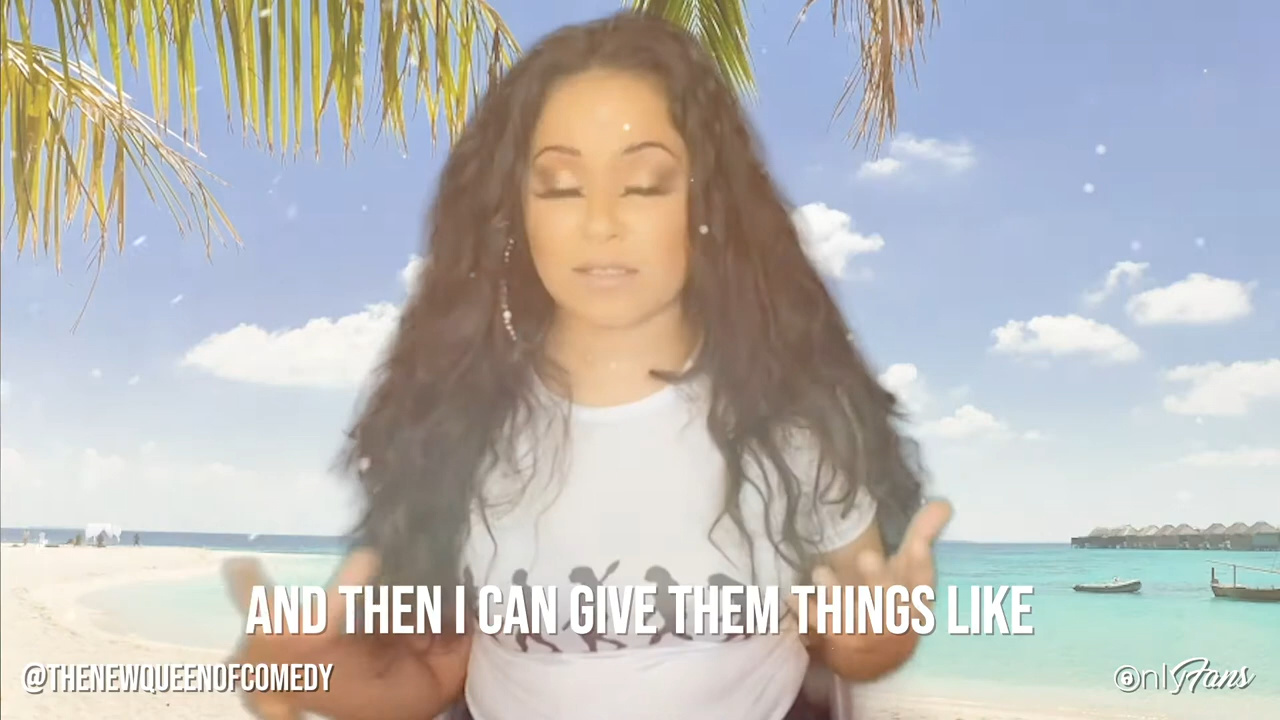 AND THEN I CAN GIVE THEM THINGS LIKE
@THENEWQUEENOFCOMEDY
OnlyFans